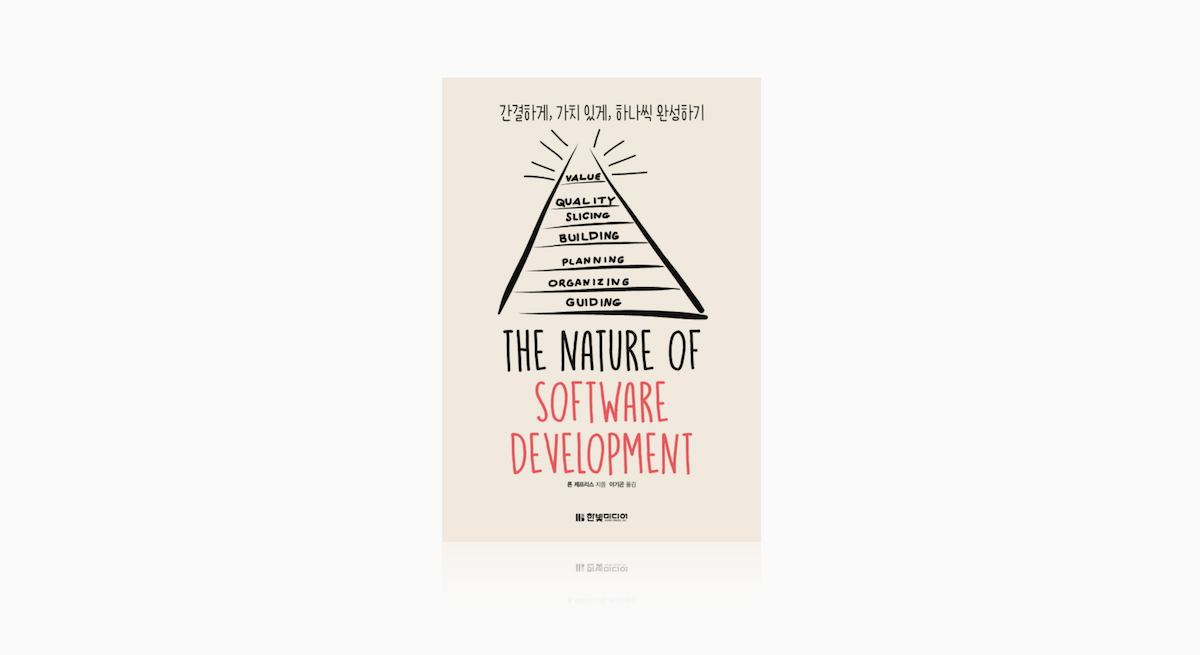 간결하게, 가치 있게, 하나씩 완성하기
VALUE
QUALITY
SLICING
BUILDING
PLANNING
ORGANIZING
GUIDING
THE NATURE OF
SOFTWARE
DEVELOPMENT
론 제프리스 지음 이기곤 옮김
한빛미디어